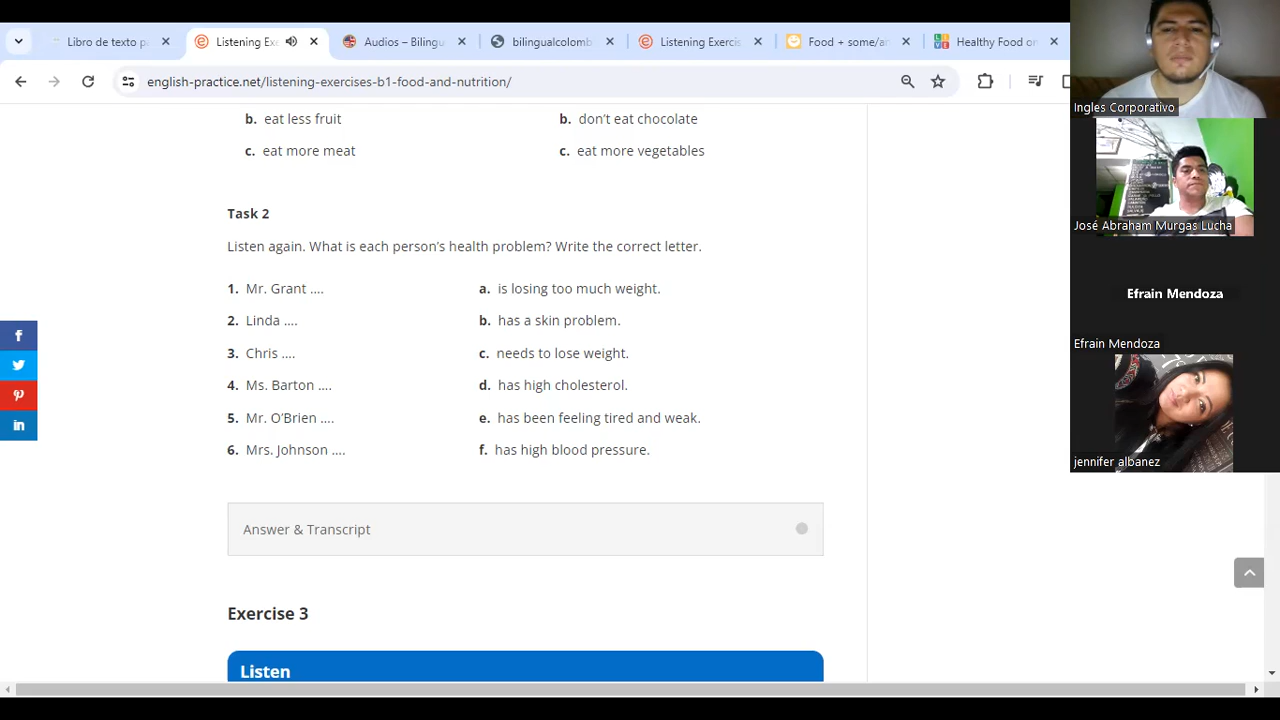 Libro de texto pa
Listening Exe
Audios – Bilingu
bilingualcolomb
Listening Exercis
Food + some/an
Healthy Food on
english-practice.net/listening-exercises-b1-food-and-nutrition/
b. eat less fruit
b. don't eat chocolate
c. eat more meat
c. eat more vegetables
Task 2
Listen again. What is each person's health problem? Write the correct letter.
1. Mr. Grant ....
a. is losing too much weight.
2. Linda ....
b. has a skin problem.
3. Chris ....
c. needs to lose weight.
4. Ms. Barton ....
d. has high cholesterol.
5. Mr. O'Brien ....
e. has been feeling tired and weak.
6. Mrs. Johnson ....
f. has high blood pressure.
Answer & Transcript
Exercise 3
Listen
Ingles Corporativo
José Abraham Murgas Lucha
Efrain Mendoza
Efrain Mendoza
jennifer albanez